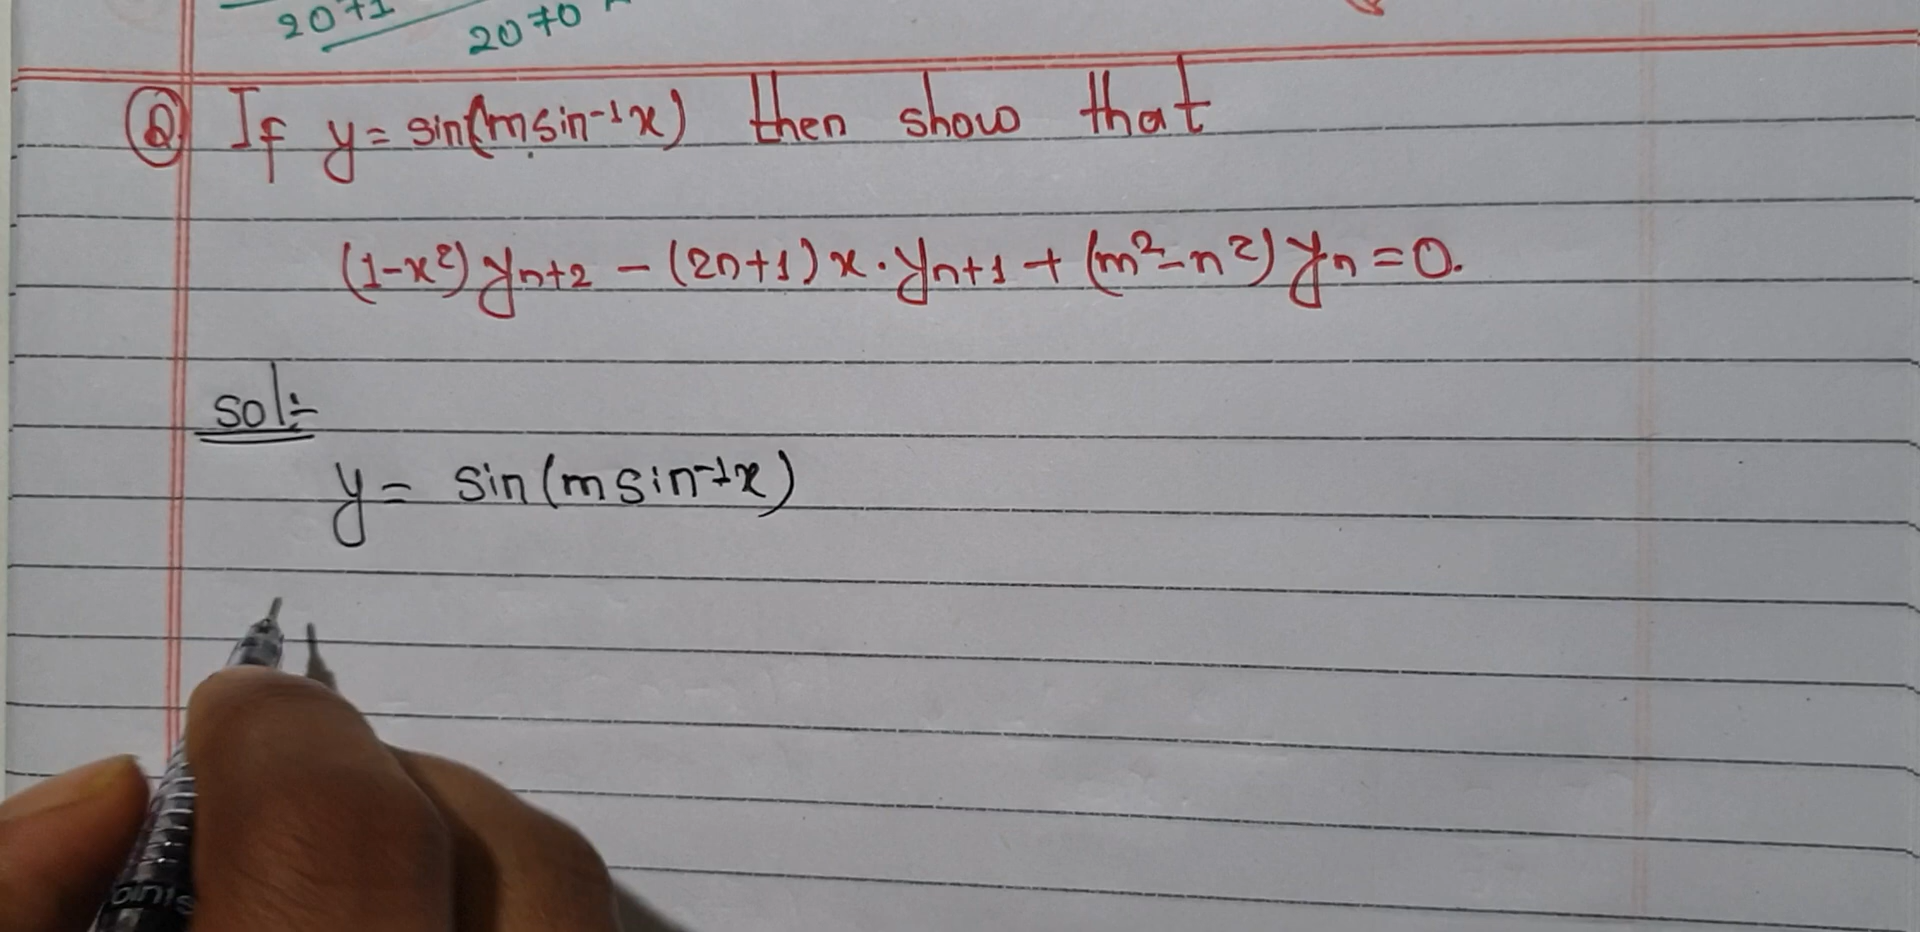 2071
2070
Q If y = sin(m sin⁻¹x) then show that
(1-x²) yn+2 - (2n+1) x · yn+1 + (m²-n²) yn = 0.
sol:-
y = sin(m sin⁻¹x)